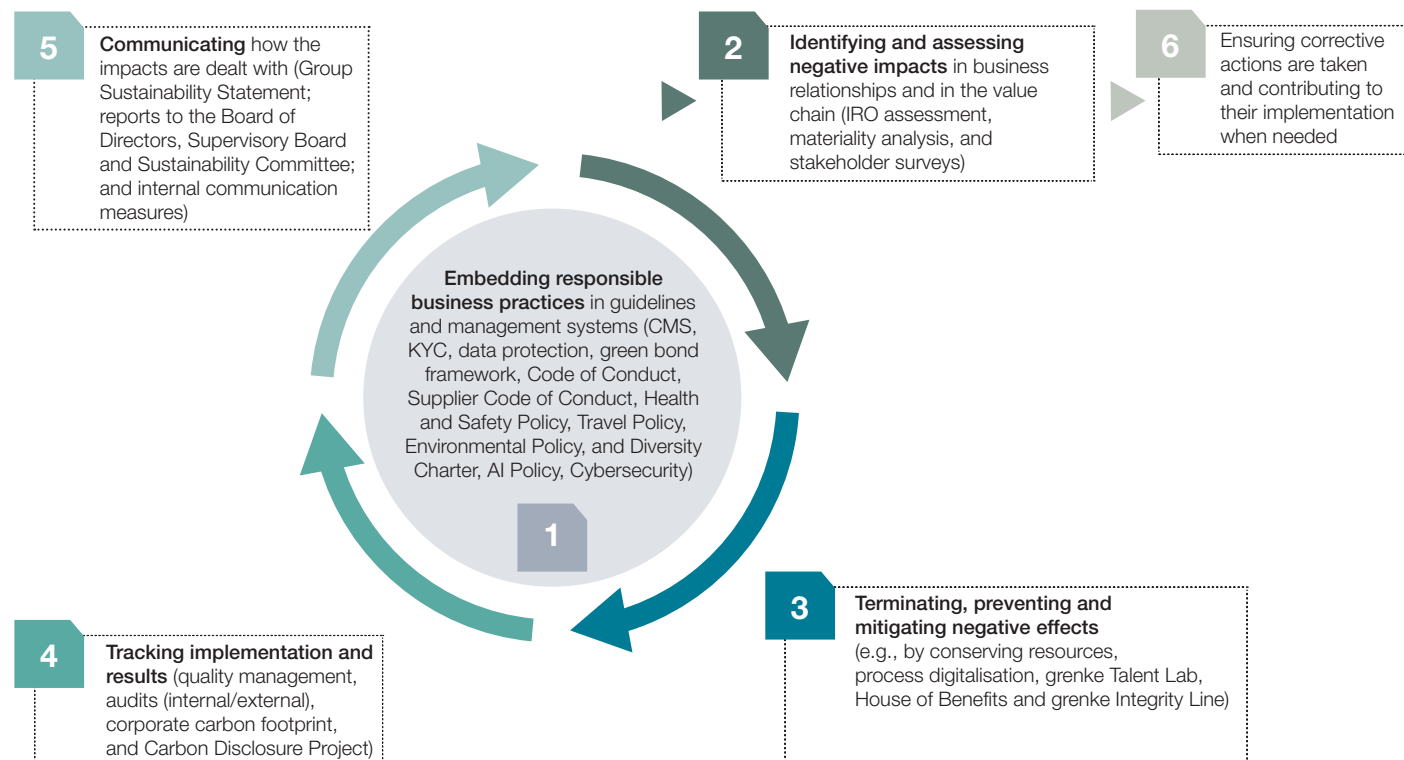 5
Communicating how the
impacts are dealt with (Group
Sustainability Statement;
reports to the Board of
Directors, Supervisory Board
and Sustainability Committee;
and internal communication
measures)
2
Identifying and assessing
negative impacts in business
relationships and in the value
chain (IRO assessment,
materiality analysis, and
stakeholder surveys)
6
Ensuring corrective
actions are taken
and contributing to
their implementation
when needed
Embedding responsible
business practices in guidelines
and management systems (CMS,
KYC, data protection, green bond
framework, Code of Conduct,
Supplier Code of Conduct, Health
and Safety Policy, Travel Policy,
Environmental Policy, and Diversity
Charter, AI Policy, Cybersecurity)
1
4
Tracking implementation and
results (quality management,
audits (internal/external),
corporate carbon footprint,
and Carbon Disclosure Project)
3
Terminating, preventing and
mitigating negative effects
(e.g., by conserving resources,
process digitalisation, grenke Talent Lab,
House of Benefits and grenke Integrity Line)